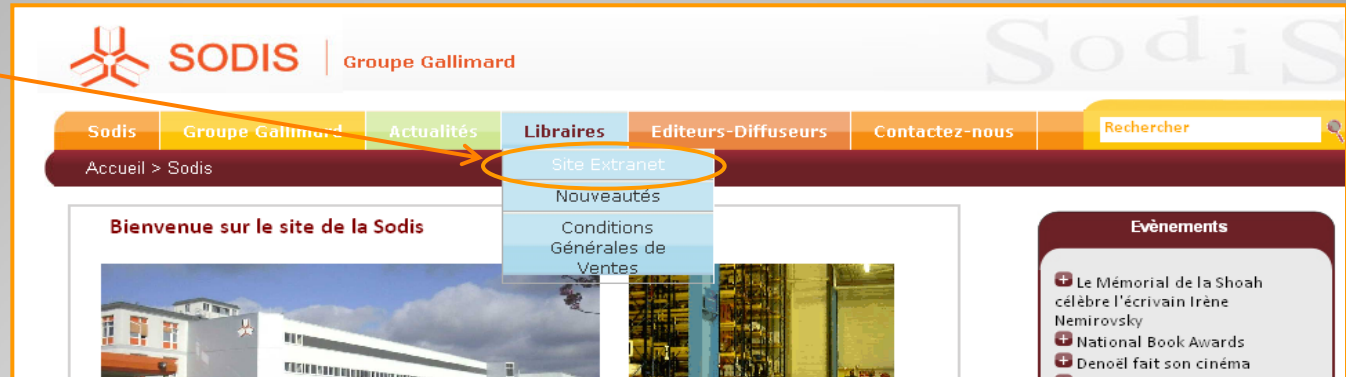 SodiS
SODIS
Groupe Gallimard
Sodis
Groupe Gallimard
Actualités
Libraires
Editeurs-Diffuseurs
Contactez-nous
Rechercher
Accueil > Sodis
Site Extranet
Nouveautés
Conditions
Générales de
Ventes
Bienvenue sur le site de la Sodis
Evènements
Le Mémorial de la Shoah
célèbre l'écrivain Irène
Nemirovsky
National Book Awards
Denoël fait son cinéma